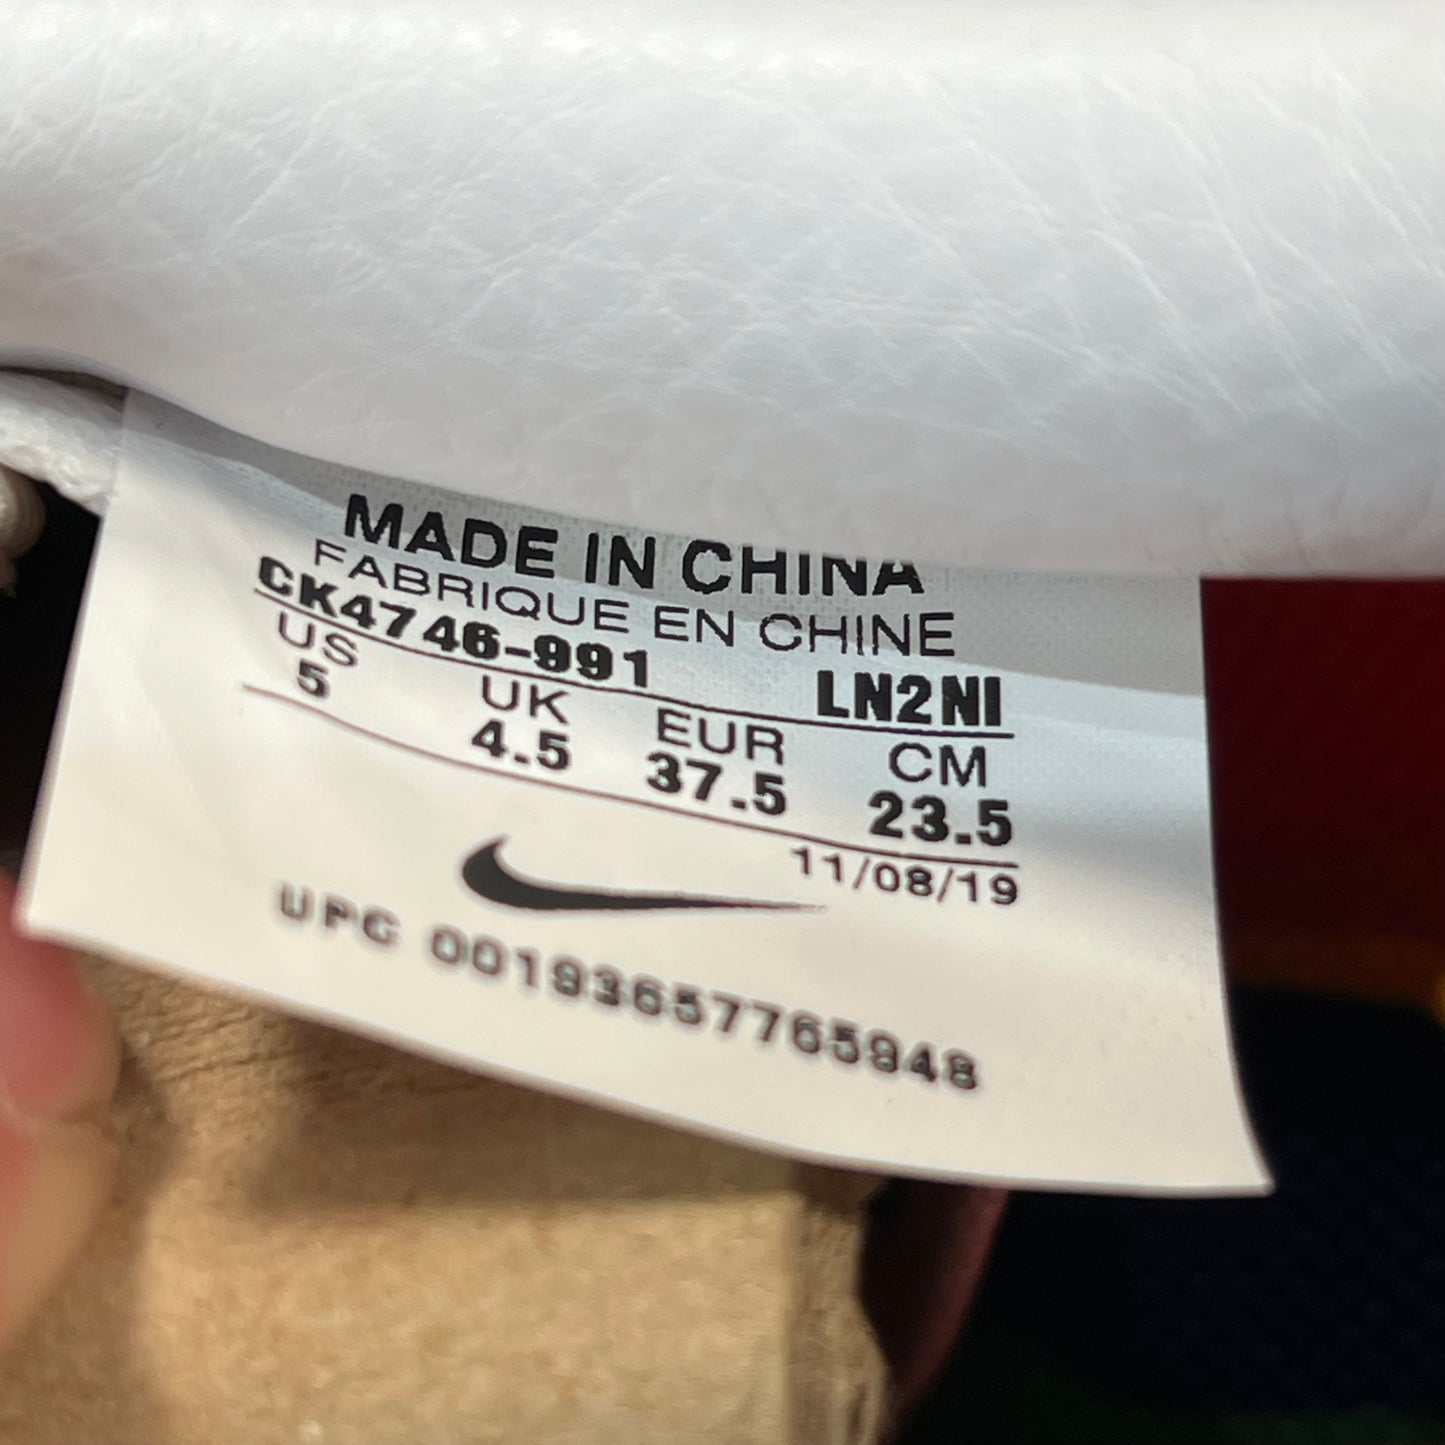 MADE IN CHINA
FABRIQUE EN CHINE
CK4746-991 LN2NI
US UK EUR CM
5 4.5 37.5 23.5
11/08/19
UPC 00193657765948